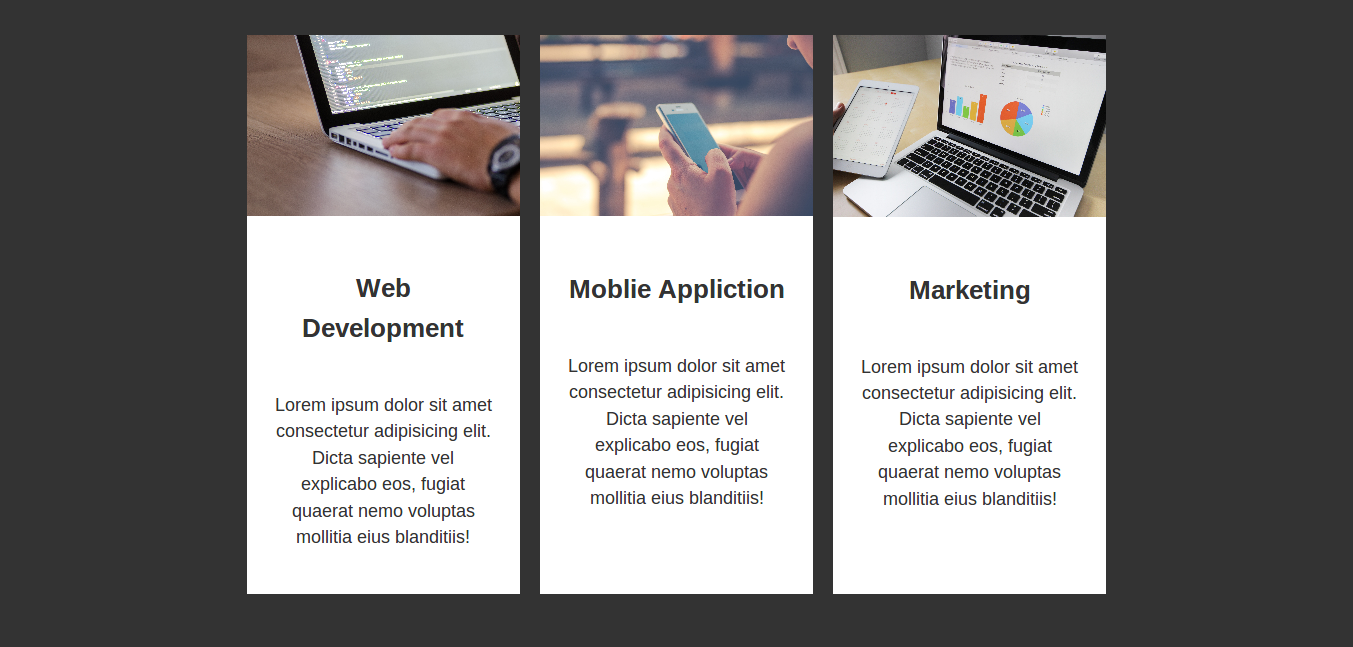 Web
Development
Lorem ipsum dolor sit amet
consectetur adipisicing elit.
Dicta sapiente vel
explicabo eos, fugiat
quaerat nemo voluptas
mollitia eius blanditiis!
Moblie Appliction
Lorem ipsum dolor sit amet
consectetur adipisicing elit.
Dicta sapiente vel
explicabo eos, fugiat
quaerat nemo voluptas
mollitia eius blanditiis!
Marketing
Lorem ipsum dolor sit amet
consectetur adipisicing elit.
Dicta sapiente vel
explicabo eos, fugiat
quaerat nemo voluptas
mollitia eius blanditiis!